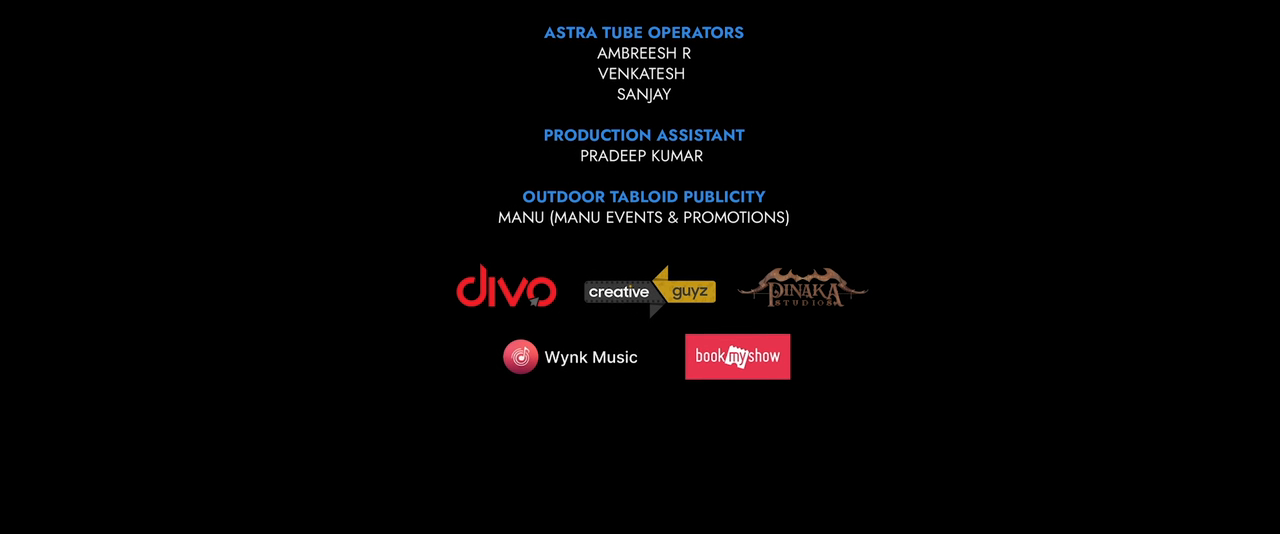 ASTRA TUBE OPERATORS
AMBREESH R
VENKATESH
SANJAY
PRODUCTION ASSISTANT
PRADEEP KUMAR
OUTDOOR TABLOID PUBLICITY
MANU (MANU EVENTS & PROMOTIONS)
divo creative guyz PINAKA
STUDIOS
Wynk Music bookmyshow